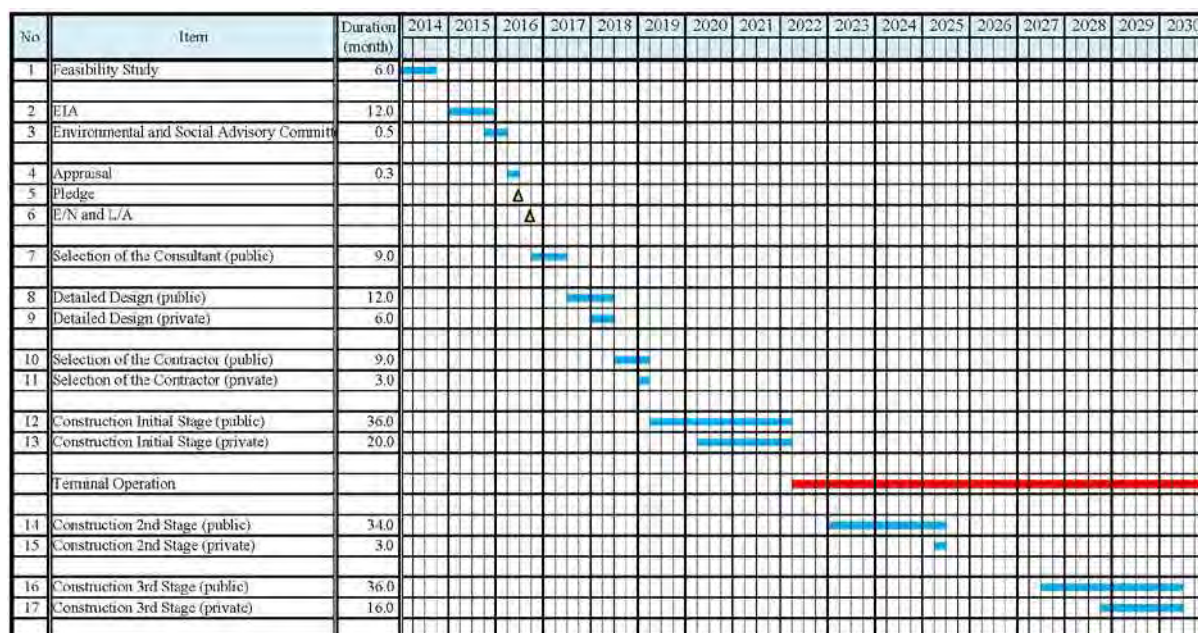 No Item Duration (month) 2014 2015 2016 2017 2018 2019 2020 2021 2022 2023 2024 2025 2026 2027 2028 2029 2030
1 Feasibility Study 6.0
2 EIA 12.0
3 Environmental and Social Advisory Committe 0.5
4 Appraisal 0.3
5 Pledge
6 E/N and L/A
7 Selection of the Consultant (public) 9.0
8 Detailed Design (public) 12.0
9 Detailed Design (private) 6.0
10 Selection of the Contractor (public) 9.0
11 Selection of the Contractor (private) 3.0
12 Construction Initial Stage (public) 36.0
13 Construction Initial Stage (private) 20.0
Terminal Operation
14 Construction 2nd Stage (public) 34.0
15 Construction 2nd Stage (private) 3.0
16 Construction 3rd Stage (public) 36.0
17 Construction 3rd Stage (private) 16.0